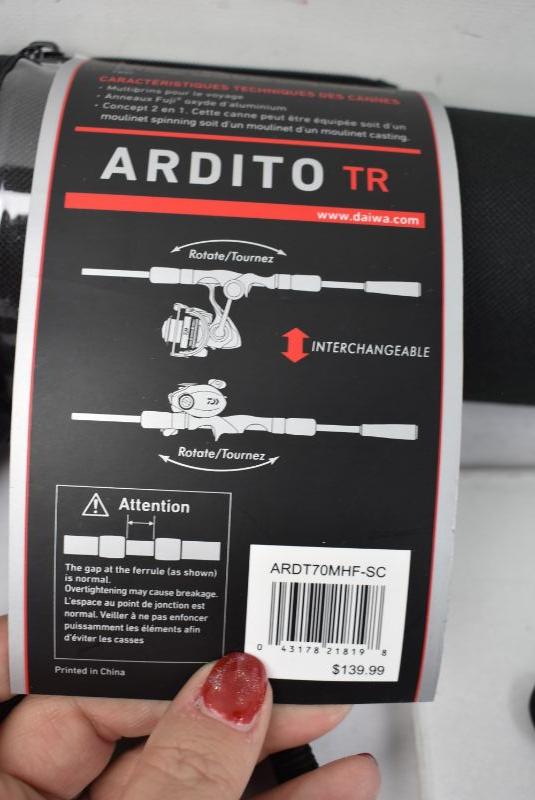 CARACTERISTIQUES TECHNIQUES DES CANNES
• Multibrins pour le voyage
• Anneaux Fuji® oxyde d'aluminium
• Concept 2 en 1. Cette canne peut être équipée soit d'un
moulinet spinning soit d'un moulinet d'un moulinet casting.
ARDITO TR
www.daiwa.com
Rotate/Tournez
INTERCHANGEABLE
Rotate/Tournez
Attention
The gap at the ferrule (as shown)
is normal.
Overtightening may cause breakage.
L'espace au point de jonction est
normal. Veiller à ne pas enfoncer
puissamment les éléments afin
d'éviter les casses
ARDT70MHF-SC
0 43178 21819 8
$139.99
Printed in China